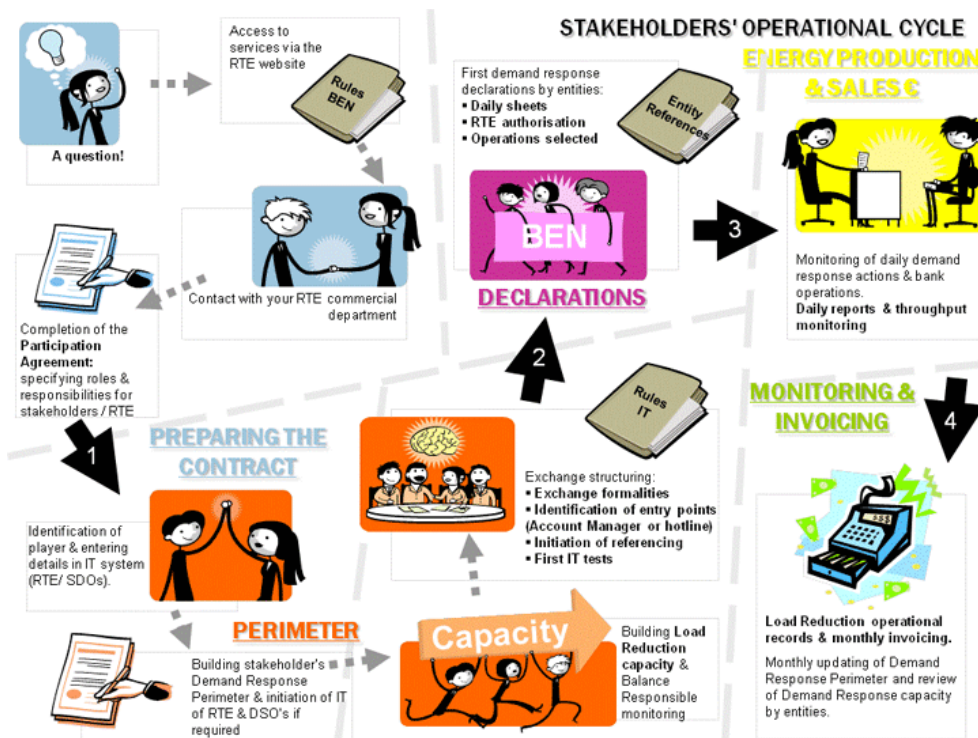 STAKEHOLDERS' OPERATIONAL CYCLE
A question!
Access to
services via the
RTE website
Rules
BEN
Contact with your RTE commercial
department
Completion of the
Participation
Agreement:
specifying roles &
responsibilities for
stakeholders / RTE
1
PREPARING THE
CONTRACT
Identification of
player & entering
details in IT system
(RTE/ SDOs).
PERIMETER
Building stakeholder's
Demand Response
Perimeter & initiation of IT
of RTE & DSO's if
required
Capacity
Building Load
Reduction
capacity &
Balance
Responsible
monitoring
Rules
IT
Exchange structuring:
▪ Exchange formalities
▪ Identification of entry points
(Account Manager or hotline)
▪ Initiation of referencing
▪ First IT tests
2
First demand response
declarations by entities:
▪ Daily sheets
▪ RTE authorisation
▪ Operations selected
Entity
References
BEN
DECLARATIONS
3
ENERGY PRODUCTION
& SALES €
Monitoring of daily demand
response actions & bank
operations.
Daily reports & throughput
monitoring
4
MONITORING &
INVOICING
$$$
Load Reduction operational
records & monthly invoicing.
Monthly updating of Demand
Response Perimeter and review
of Demand Response capacity
by entities.